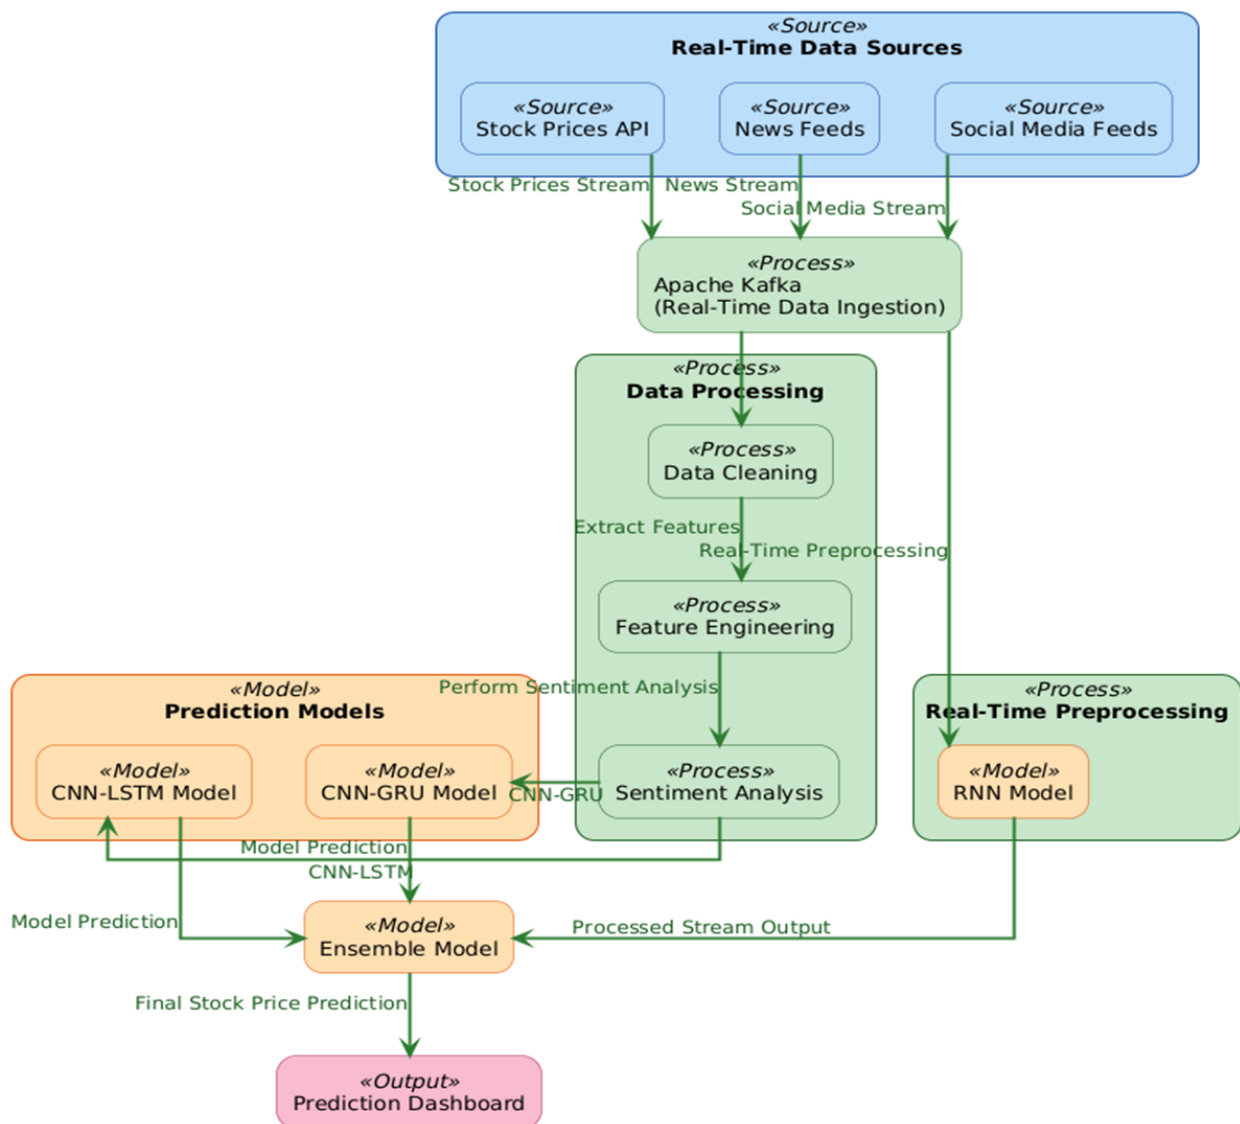 «Source»
Real-Time Data Sources
«Source»
Stock Prices API
«Source»
News Feeds
«Source»
Social Media Feeds
Stock Prices Stream
News Stream
Social Media Stream
«Process»
Apache Kafka
(Real-Time Data Ingestion)
«Process»
Data Processing
«Process»
Data Cleaning
Extract Features
Real-Time Preprocessing
«Process»
Feature Engineering
Perform Sentiment Analysis
«Model»
Prediction Models
«Model»
CNN-LSTM Model
«Model»
CNN-GRU Model
CNN-GRU
«Process»
Sentiment Analysis
«Process»
Real-Time Preprocessing
«Model»
RNN Model
Model Prediction
CNN-LSTM
Model Prediction
«Model»
Ensemble Model
Processed Stream Output
Final Stock Price Prediction
«Output»
Prediction Dashboard